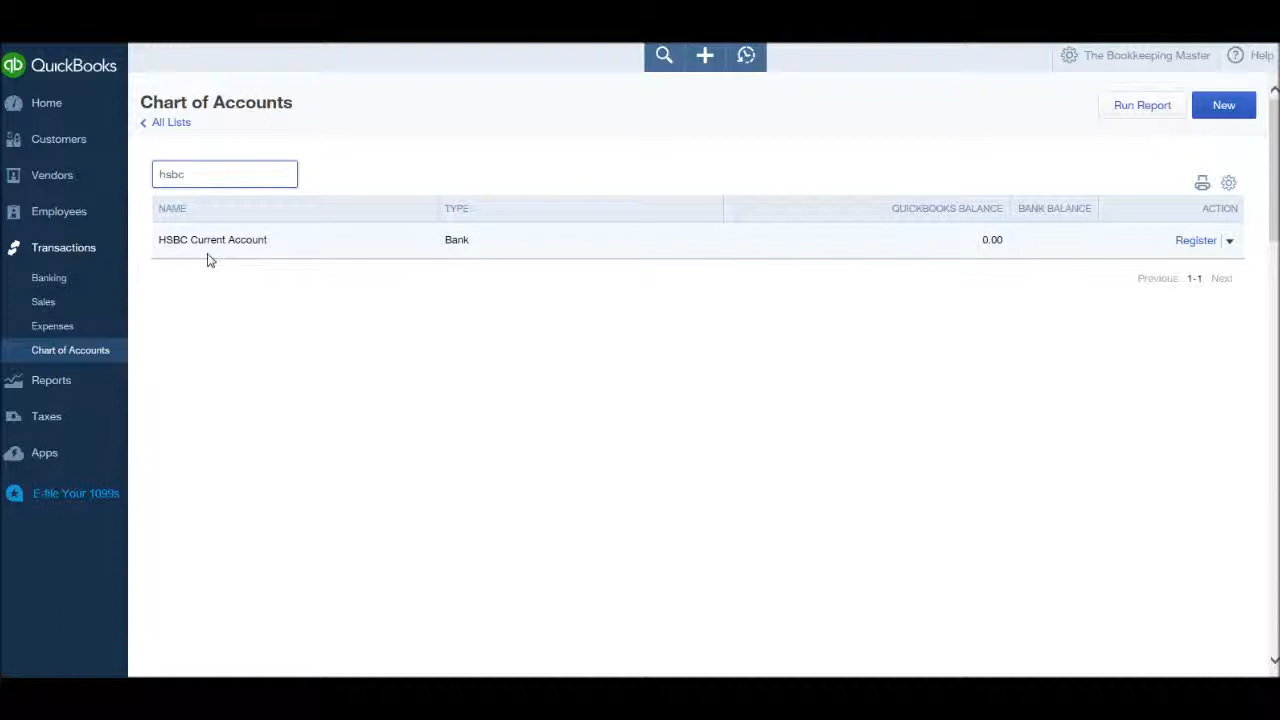 qb QuickBooks
The Bookkeeping Master
Help
Home
Customers
Vendors
Employees
Transactions
Banking
Sales
Expenses
Chart of Accounts
Reports
Taxes
Apps
E-file Your 1099s
Chart of Accounts
All Lists
Run Report
New
hsbc
NAME TYPE QUICKBOOKS BALANCE BANK BALANCE ACTION
HSBC Current Account Bank 0.00 Register
Previous 1-1 Next